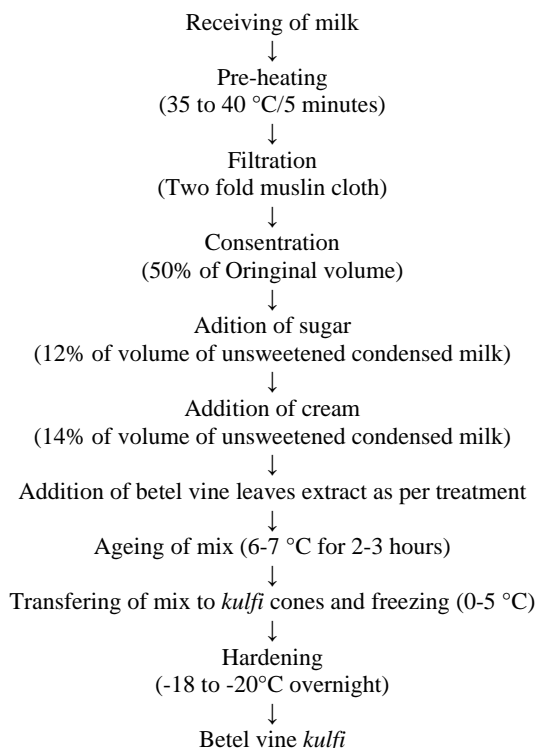 Receiving of milk
↓
Pre-heating
(35 to 40 °C/5 minutes)
↓
Filtration
(Two fold muslin cloth)
↓
Consentration
(50% of Oringinal volume)
↓
Adition of sugar
(12% of volume of unsweetened condensed milk)
↓
Addition of cream
(14% of volume of unsweetened condensed milk)
↓
Addition of betel vine leaves extract as per treatment
↓
Ageing of mix (6-7 °C for 2-3 hours)
↓
Transfering of mix to kulfi cones and freezing (0-5 °C)
↓
Hardening
(-18 to -20°C overnight)
↓
Betel vine kulfi